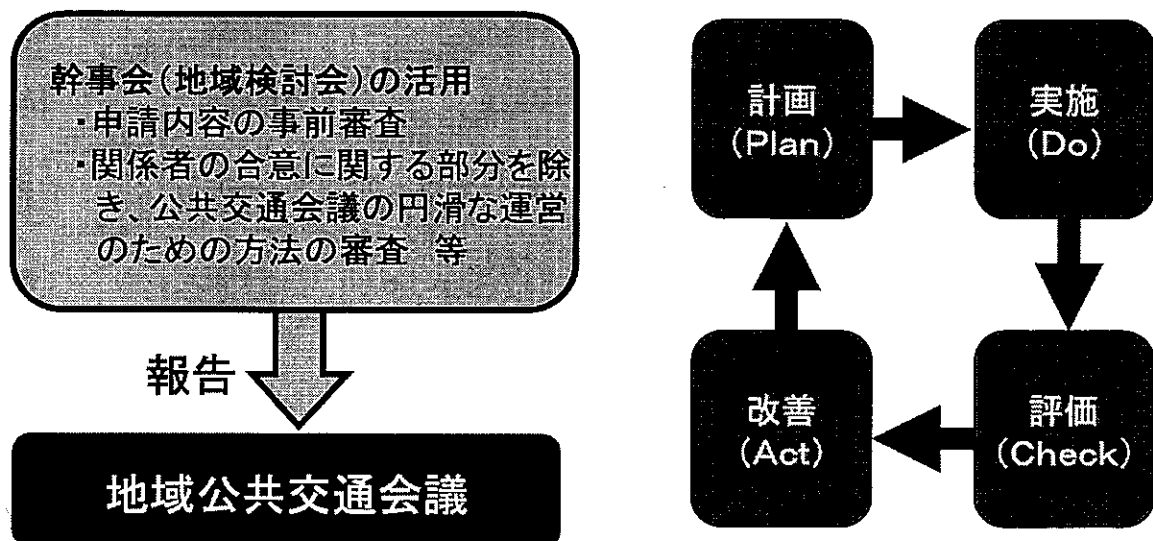 幹事会(地域検討会)の活用
・申請内容の事前審査
・関係者の合意に関する部分を除
き、公共交通会議の円滑な運営
のための方法の審査 等
報告
地域公共交通会議
計画
(Plan)
実施
(Do)
改善
(Act)
評価
(Check)